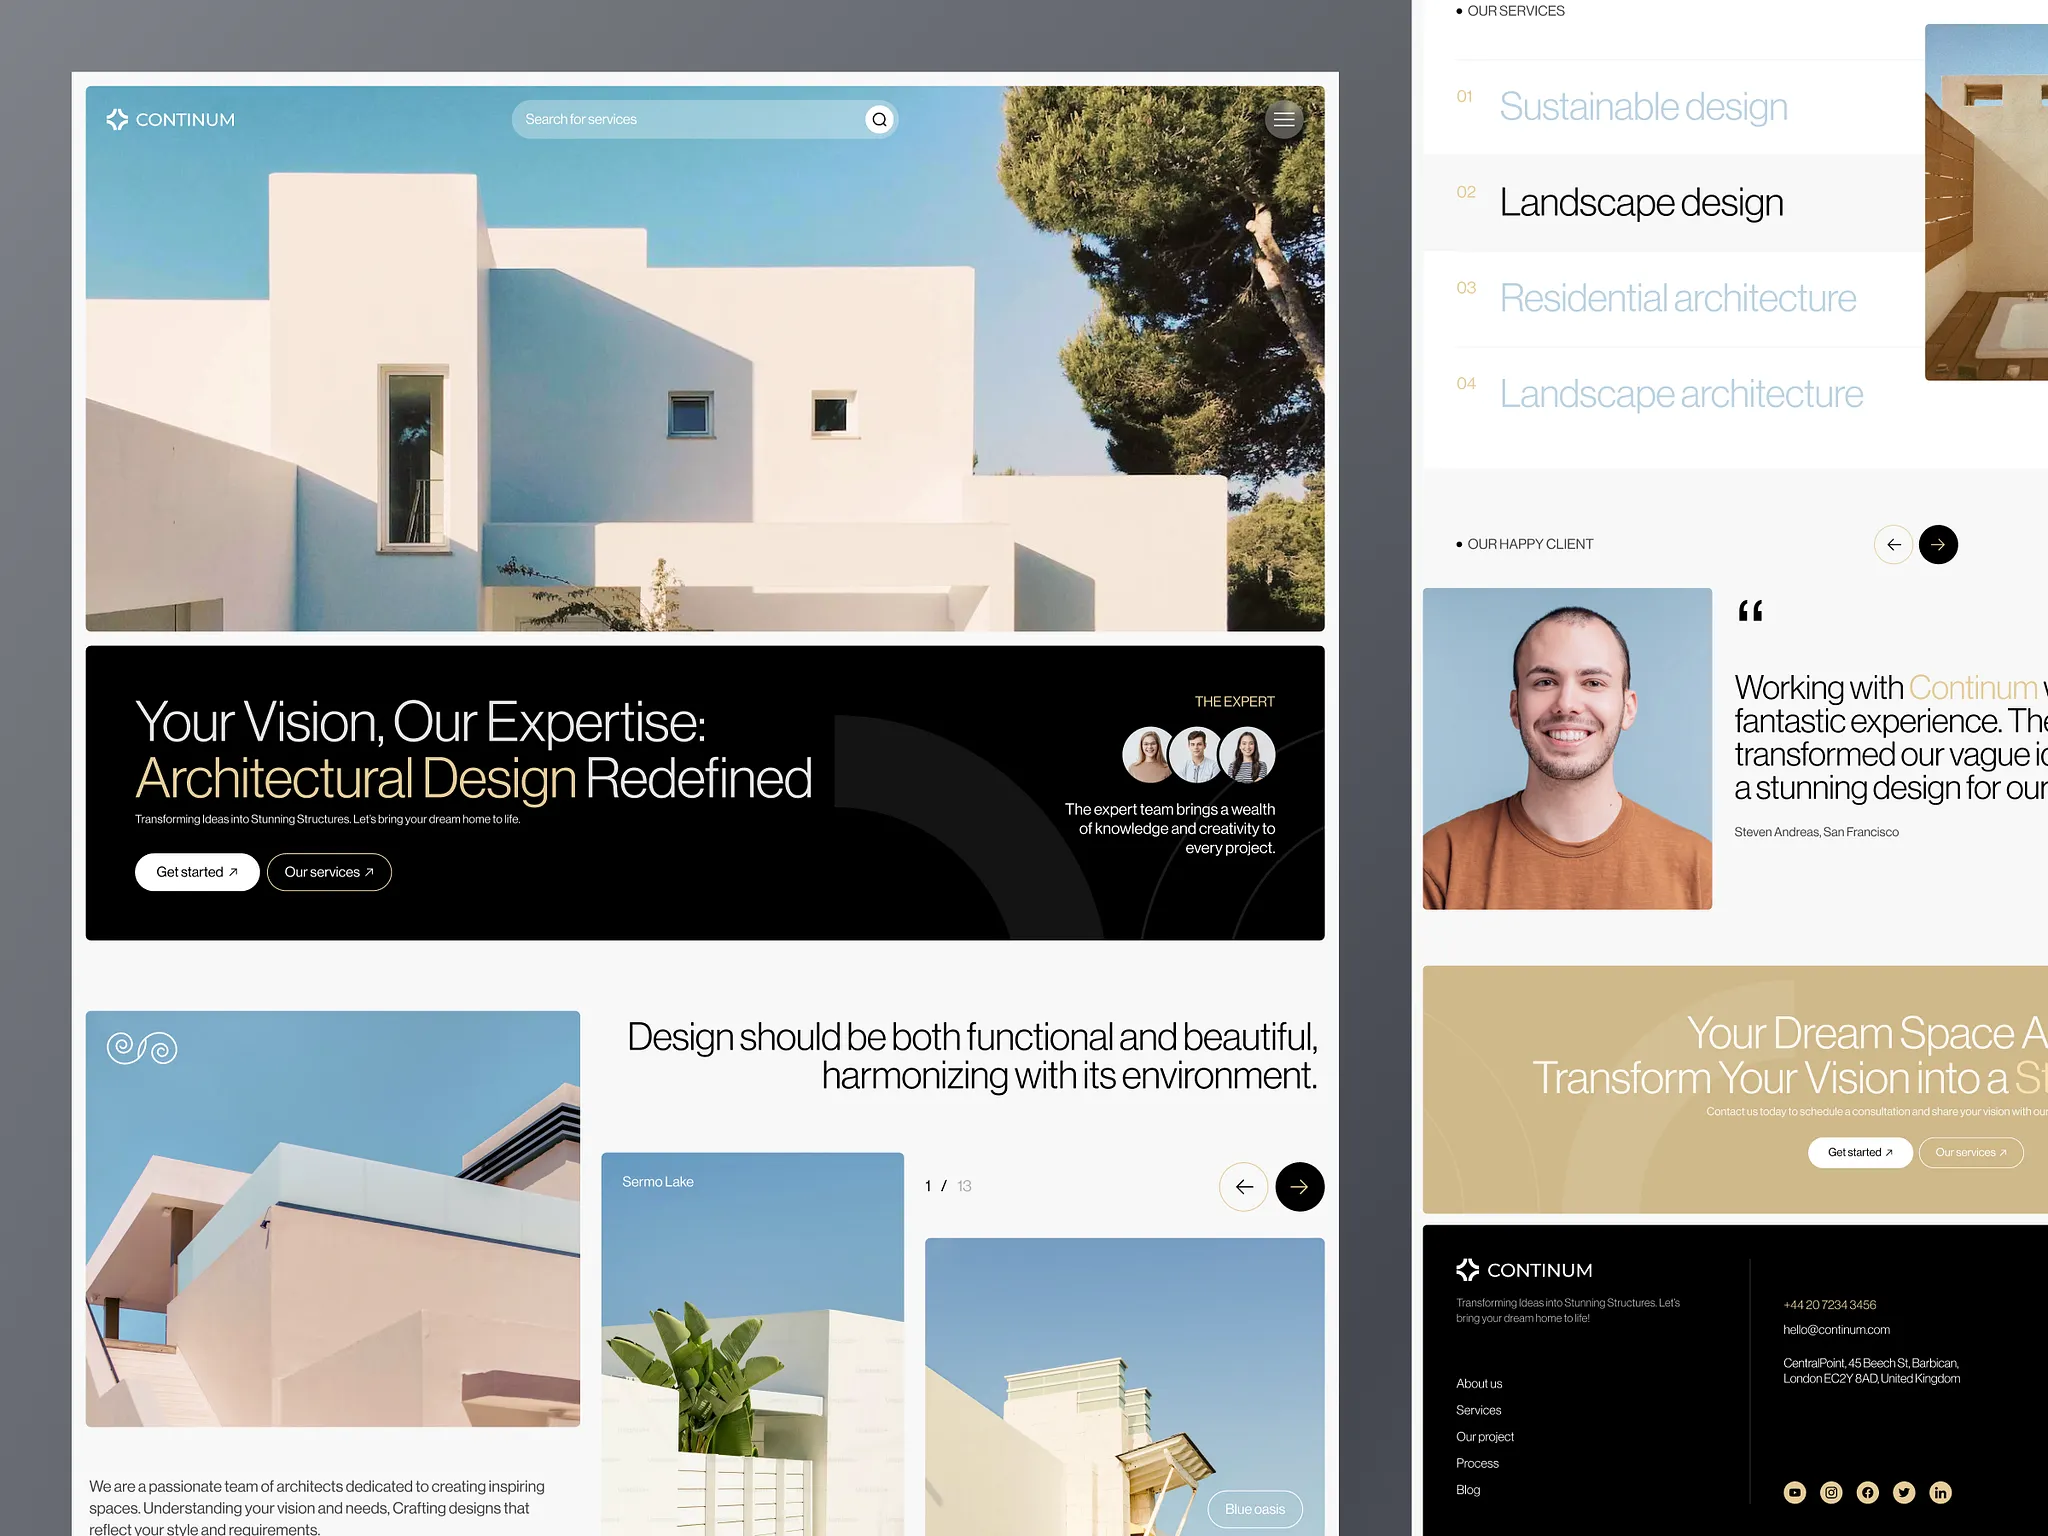 CONTINUM
Search for services
Your Vision, Our Expertise:
Architectural Design Redefined
Transforming Ideas into Stunning Structures. Let's bring your dream home to life.
Get started
Our services
THE EXPERT
The expert team brings a wealth
of knowledge and creativity to
every project.
Design should be both functional and beautiful,
harmonizing with its environment.
Sermo Lake
1 / 13
Blue oasis
We are a passionate team of architects dedicated to creating inspiring
spaces. Understanding your vision and needs, Crafting designs that
reflect your style and requirements.
OUR SERVICES
01 Sustainable design
02 Landscape design
03 Residential architecture
04 Landscape architecture
OUR HAPPY CLIENT
“
Working with Continum
fantastic experience. The
transformed our vague
a stunning design for our
Steven Andreas, San Francisco
Your Dream Space A
Transform Your Vision into a St
Contact us today to schedule a consultation and share your vision with our
Get started
Our services
CONTINUM
Transforming Ideas into Stunning Structures. Let's
bring your dream home to life!
About us
Services
Our project
Process
Blog
+44 20 7234 3456
hello@continum.com
CentralPoint, 45 Beech St, Barbican,
London EC2Y 8AD, United Kingdom